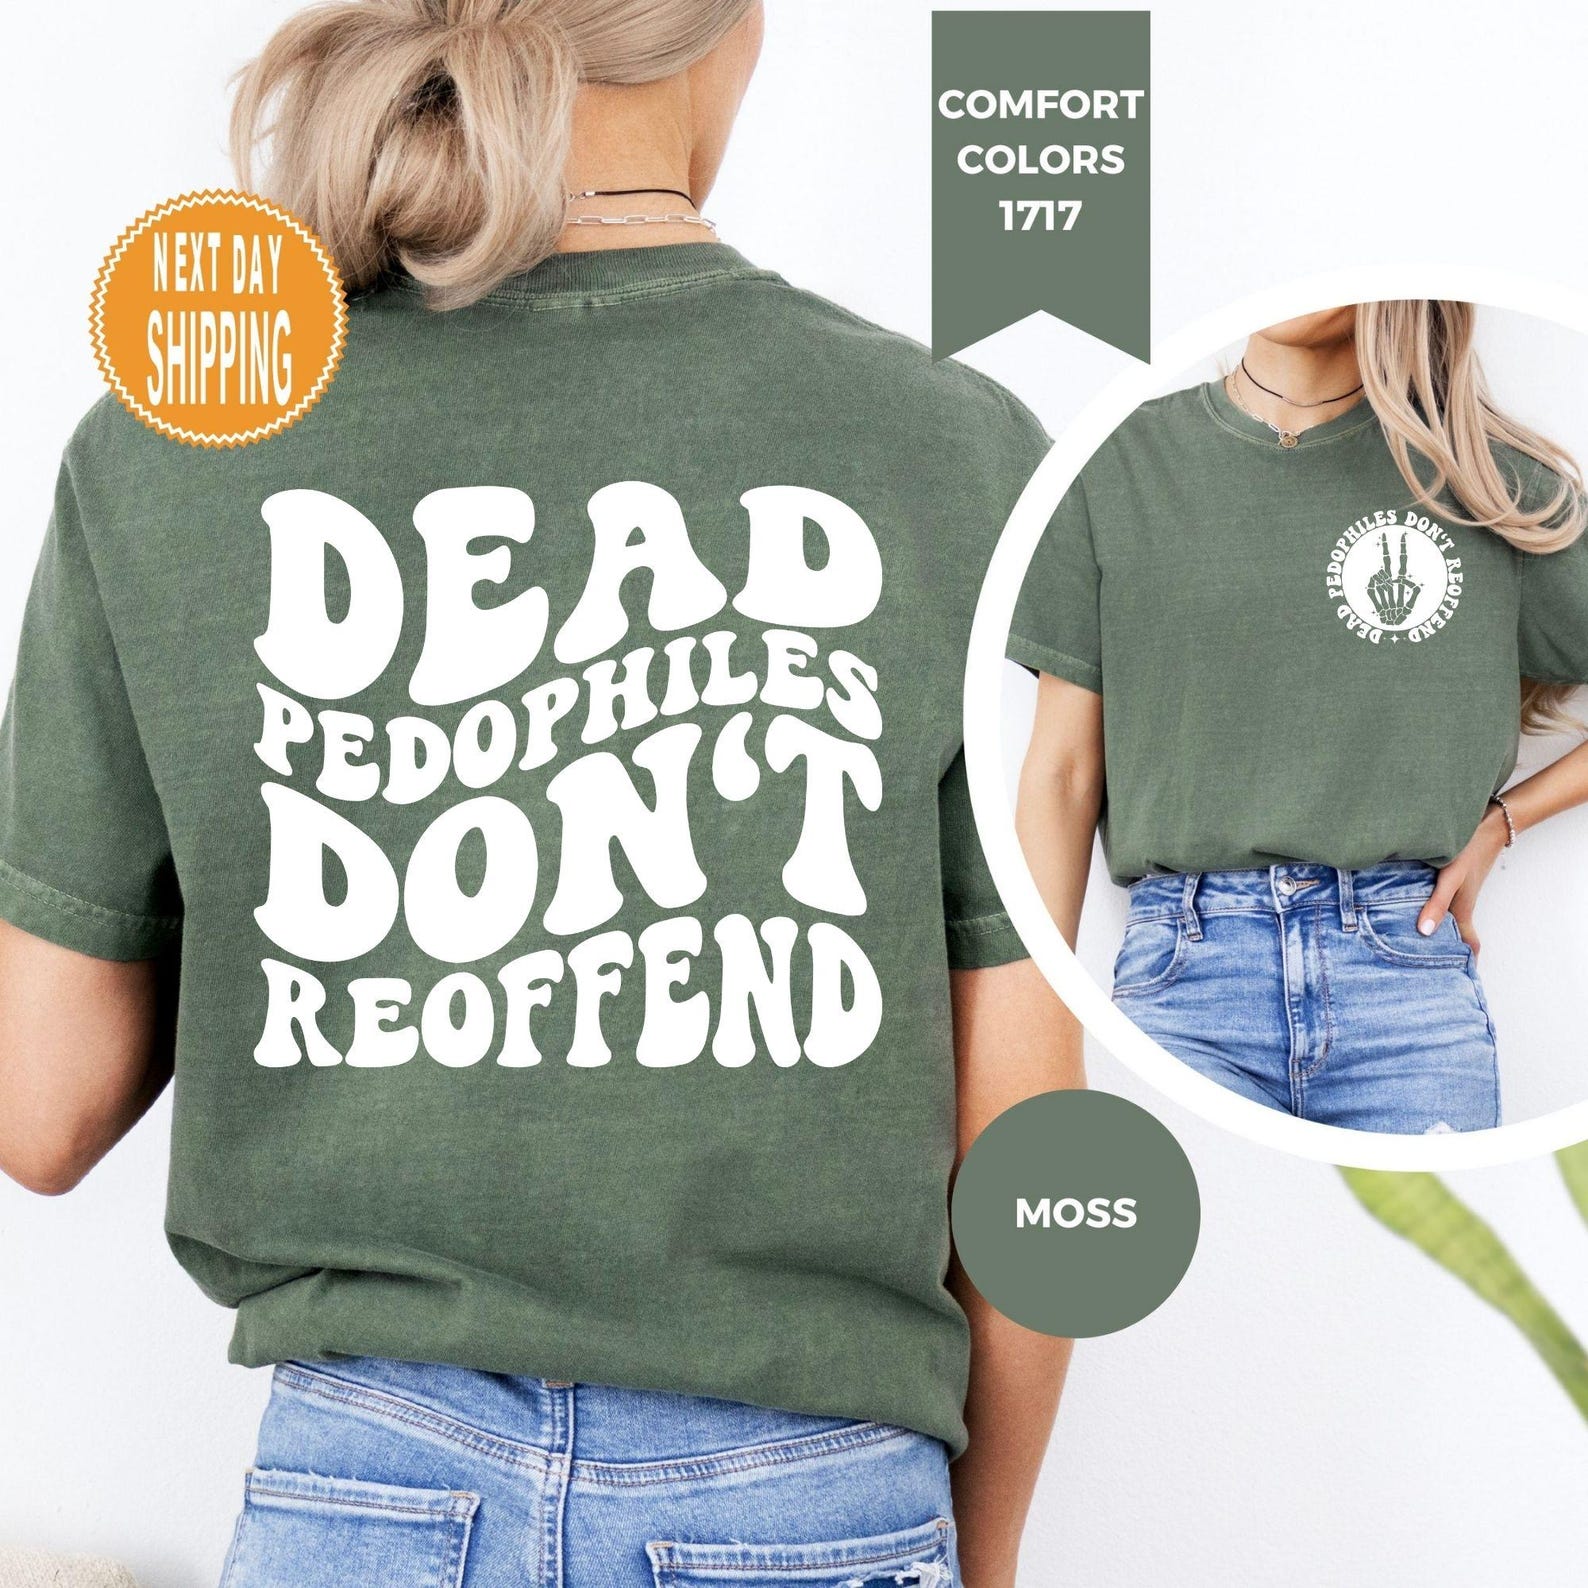 NEXT DAY
SHIPPING
COMFORT
COLORS
1717
DEAD
PEDOPHILES
DON‘T
REOFFEND
DEAD PEDOPHILES DON‘T REOFFEND
MOSS